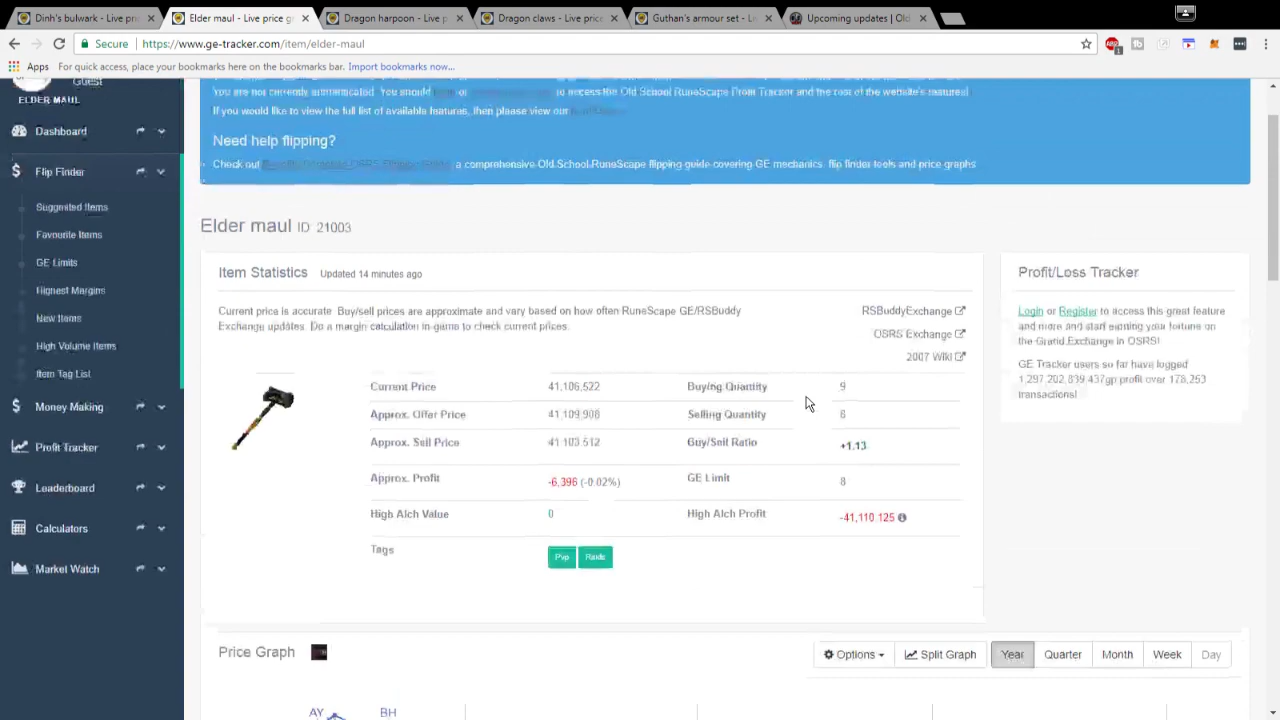 Dinh's bulwark - Live pri
Elder maul - Live price g
Dragon harpoon - Live p
Dragon claws - Live price
Guthan's armour set - Li
Upcoming updates | Old
Secure https://www.ge-tracker.com/item/elder-maul
Apps For quick access, place your bookmarks here on the bookmarks bar. Import bookmarks now...
Guest
ELDER MAUL
Dashboard
Flip Finder
Suggested Items
Favourite Items
GE Limits
Highest Margins
New Items
High Volume Items
Item Tag List
Money Making
Profit Tracker
Leaderboard
Calculators
Market Watch
You are not currently authenticated. You should to access the Old School RuneScape Profit Tracker and the rest of the website's features!
If you would like to view the full list of available features, then please view our
Need help flipping?
Check out a comprehensive Old School RuneScape flipping guide covering GE mechanics, flip finder tools and price graphs
Elder maul ID: 21003
Item Statistics Updated 14 minutes ago
Current price is accurate. Buy/sell prices are approximate and vary based on how often RuneScape GE/RSBuddy
Exchange updates. Do a margin calculation in-game to check current prices.
RSBuddyExchange
OSRS Exchange
2007 Wiki
Current Price 41,106,522 Buying Quantity 9
Approx. Offer Price 41,109,908 Selling Quantity 8
Approx. Sell Price 41,103,512 Buy/Sell Ratio +1.13
Approx. Profit -6,396 (-0.02%) GE Limit 8
High Alch Value 0 High Alch Profit -41,110,125
Tags Pvp Raids
Profit/Loss Tracker
Login or Register to access this great feature
and more and start earning your feature on
the Grand Exchange in OSRS!
GE Tracker users so far have logged
1,297,202,839,437gp profit over 178,253
transactions!
Price Graph
Options Split Graph Year Quarter Month Week Day
AY BH